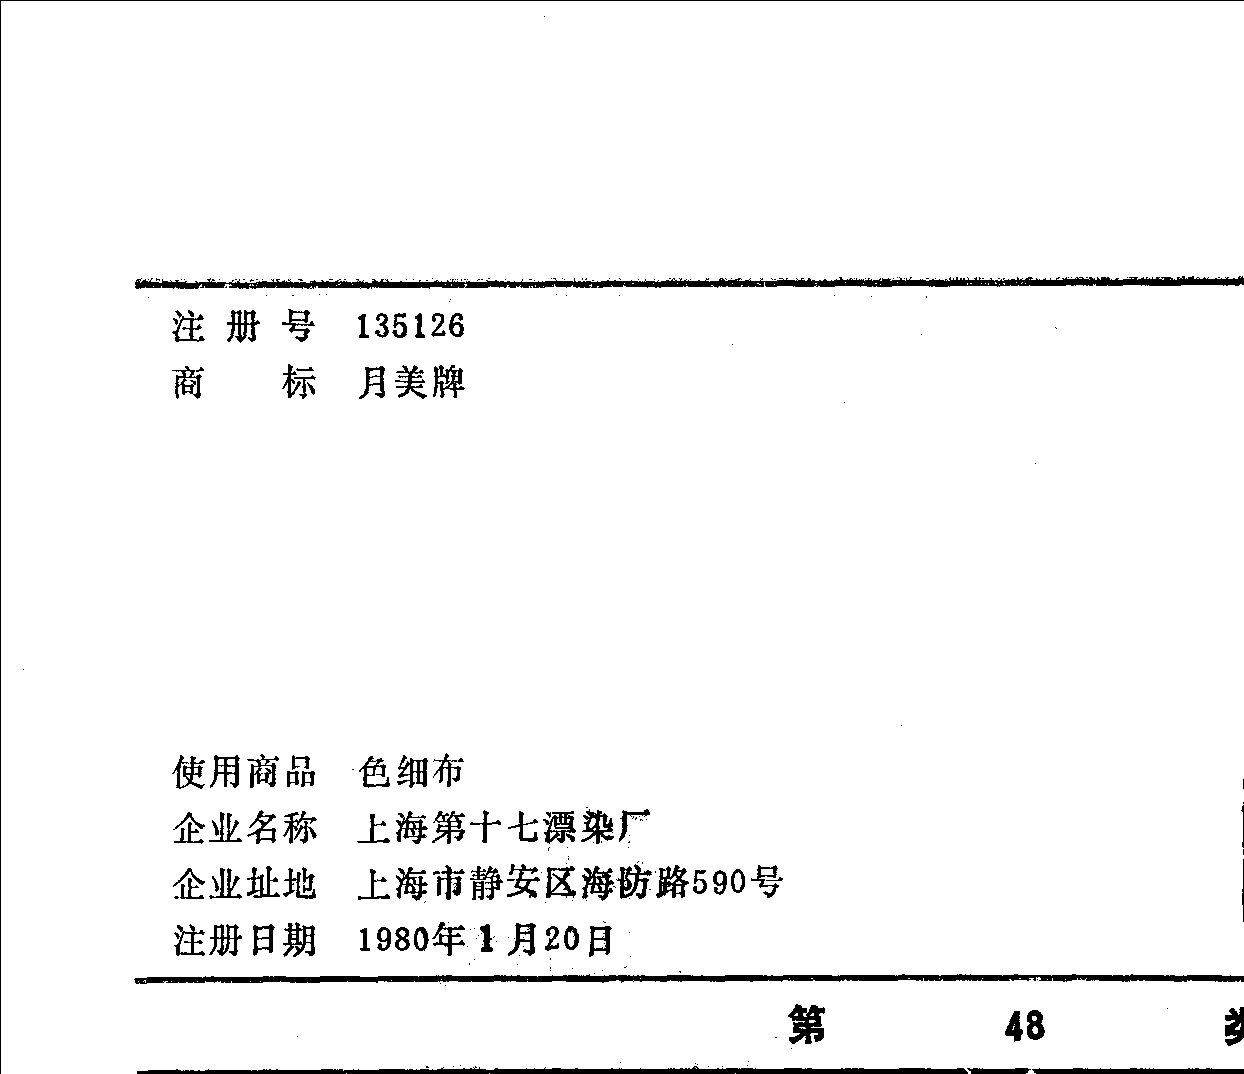 注册号 135126
商标 月美牌
使用商品 色细布
企业名称 上海第十七漂染厂
企业址地 上海市静安区海防路590号
注册日期 1980年1月20日
第 48 类